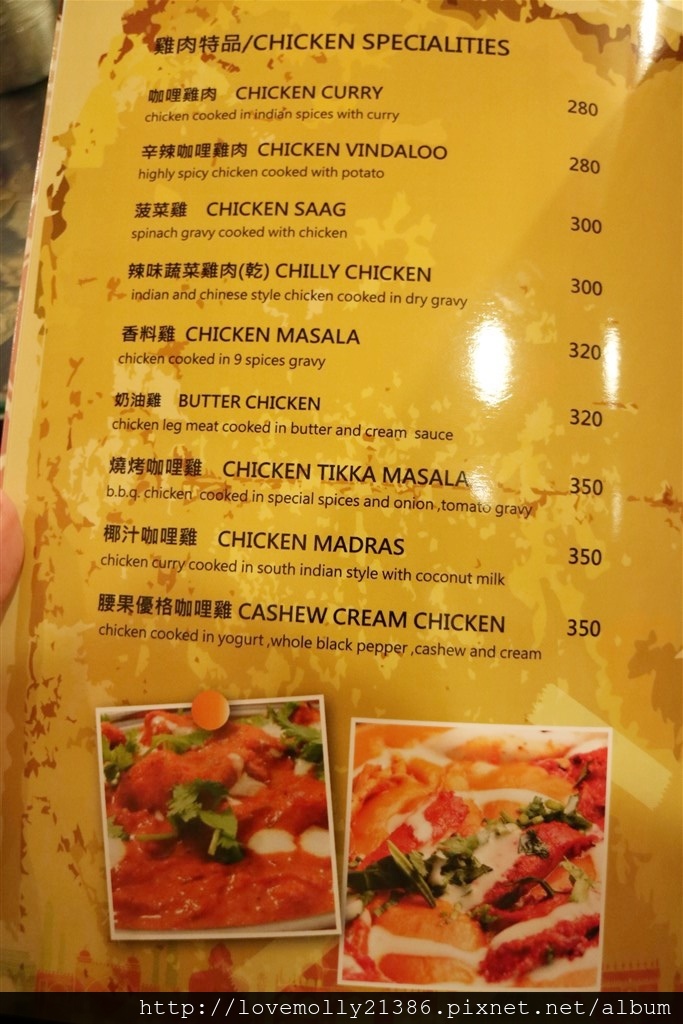 雞肉特品/CHICKEN SPECIALITIES
咖哩雞肉 CHICKEN CURRY 280
chicken cooked in indian spices with curry
辛辣咖哩雞肉 CHICKEN VINDALOO 280
highly spicy chicken cooked with potato
菠菜雞 CHICKEN SAAG 300
spinach gravy cooked with chicken
辣味蔬菜雞肉(乾) CHILLY CHICKEN 300
indian and chinese style chicken cooked in dry gravy
香料雞 CHICKEN MASALA 320
chicken cooked in 9 spices gravy
奶油雞 BUTTER CHICKEN 320
chicken leg meat cooked in butter and cream sauce
燒烤咖哩雞 CHICKEN TIKKA MASALA 350
b.b.q. chicken cooked in special spices and onion ,tomato gravy
椰汁咖哩雞 CHICKEN MADRAS 350
chicken curry cooked in south indian style with coconut milk
腰果優格咖哩雞 CASHEW CREAM CHICKEN 350
chicken cooked in yogurt ,whole black pepper ,cashew and cream
http://lovemolly21386.pixnet.net/album